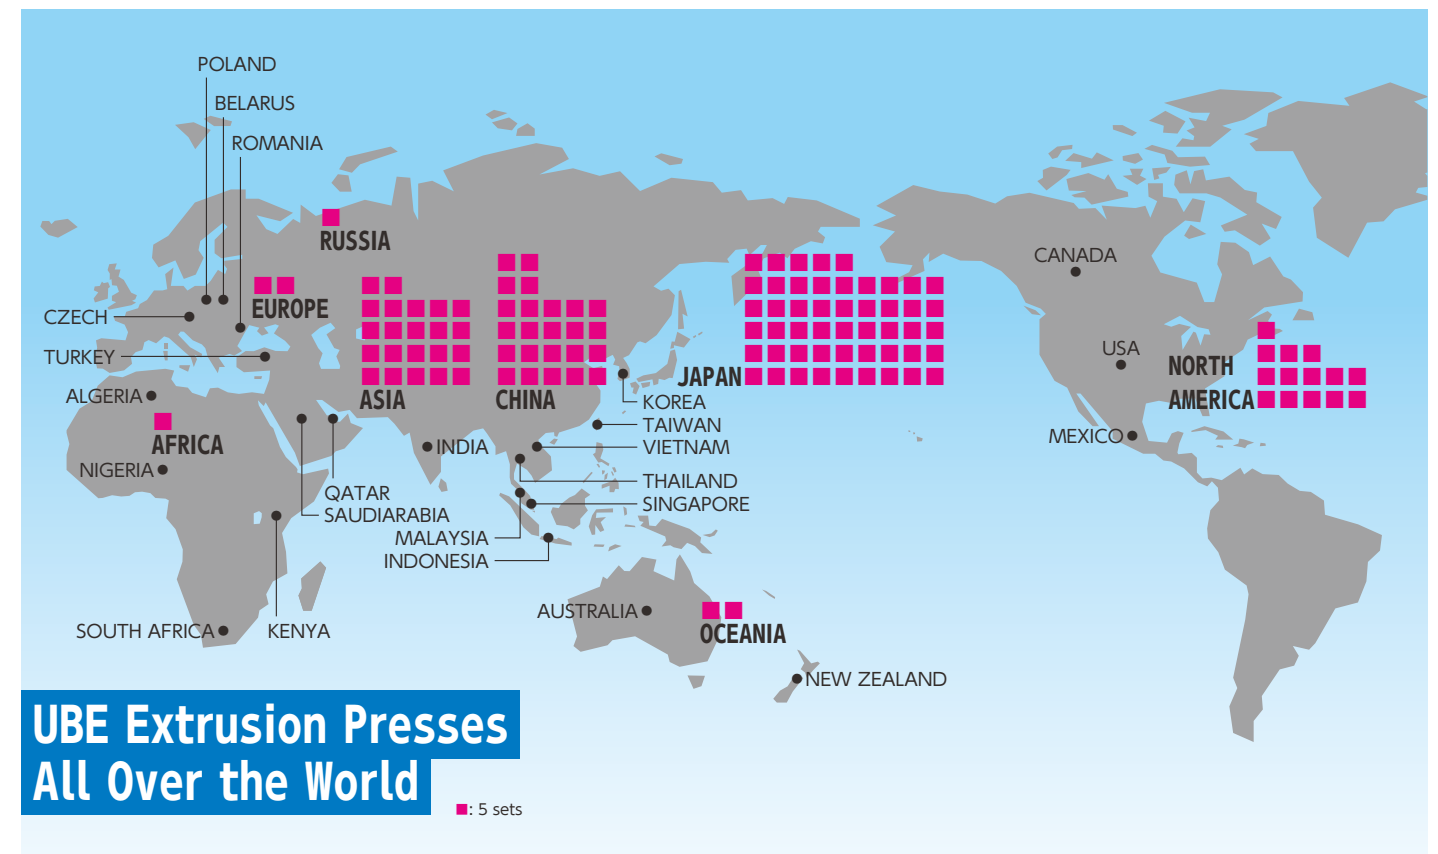 POLAND
BELARUS
ROMANIA
RUSSIA
CANADA
EUROPE
CZECH
USA
TURKEY
NORTH
AMERICA
JAPAN
ALGERIA
ASIA
CHINA
KOREA
TAIWAN
MEXICO
AFRICA
INDIA
VIETNAM
NIGERIA
THAILAND
QATAR
SINGAPORE
SAUDIARABIA
MALAYSIA
INDONESIA
AUSTRALIA
SOUTH AFRICA
KENYA
OCEANIA
NEW ZEALAND
UBE Extrusion Presses
All Over the World
: 5 sets